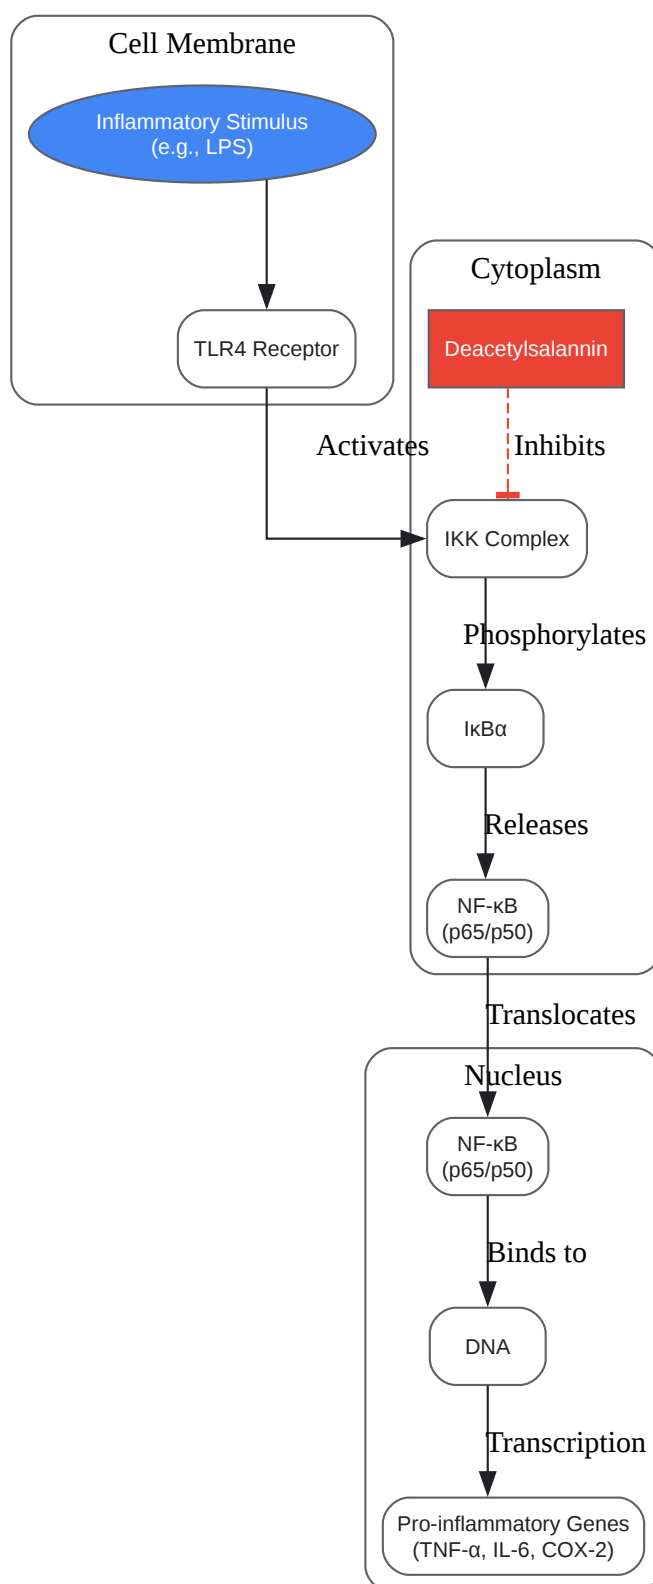 Cell Membrane
Inflammatory Stimulus
(e.g., LPS)
TLR4 Receptor
Cytoplasm
Deacetylsalannin
Activates
Inhibits
IKK Complex
Phosphorylates
IκBα
Releases
NF-κB
(p65/p50)
Translocates
Nucleus
NF-κB
(p65/p50)
Binds to
DNA
Transcription
Pro-inflammatory Genes
(TNF-α, IL-6, COX-2)